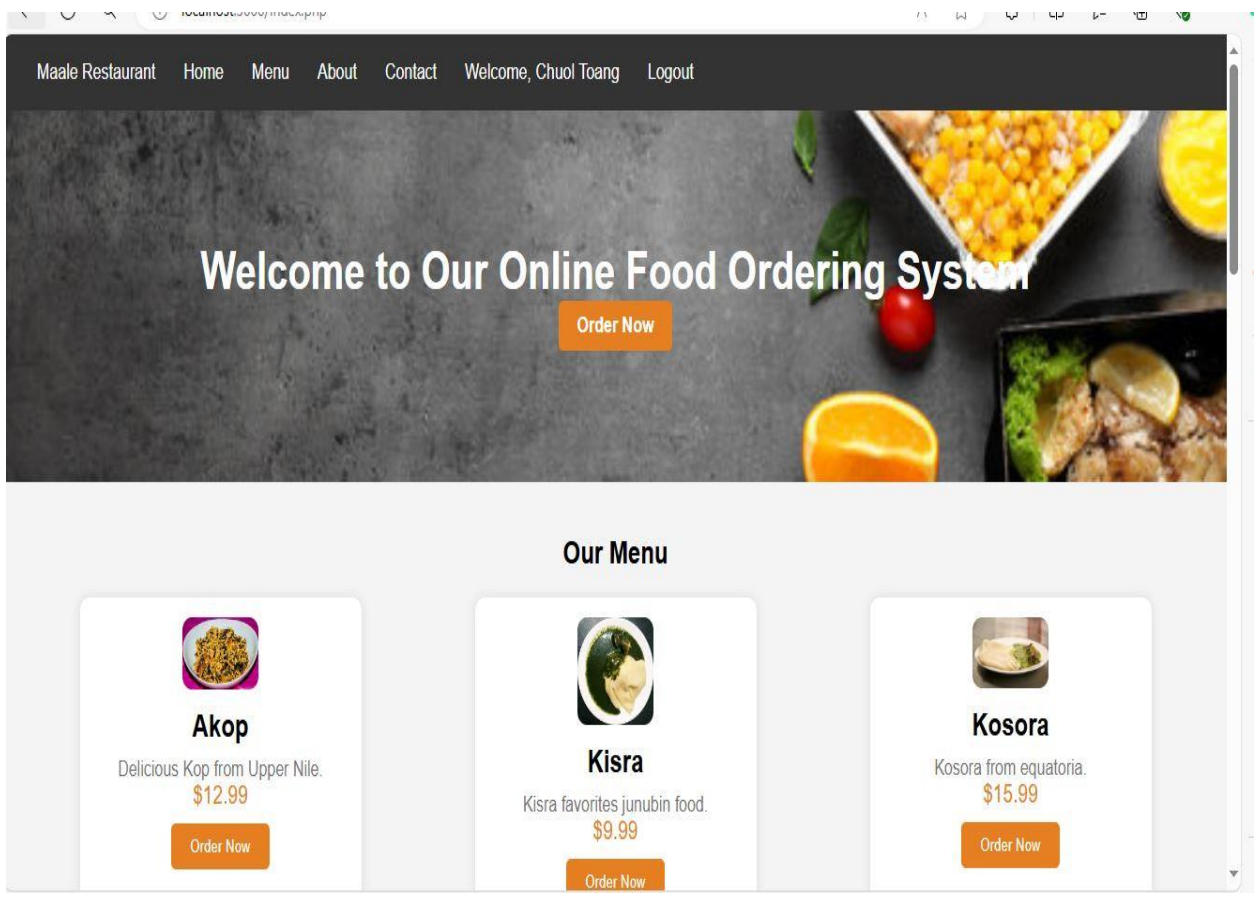 Maale Restaurant Home Menu About Contact Welcome, Chuol Toang Logout
Welcome to Our Online Food Ordering System
Order Now
Our Menu
Akop
Delicious Kop from Upper Nile.
$12.99
Order Now
Kisra
Kisra favorites junubin food.
$9.99
Order Now
Kosora
Kosora from equatoria.
$15.99
Order Now